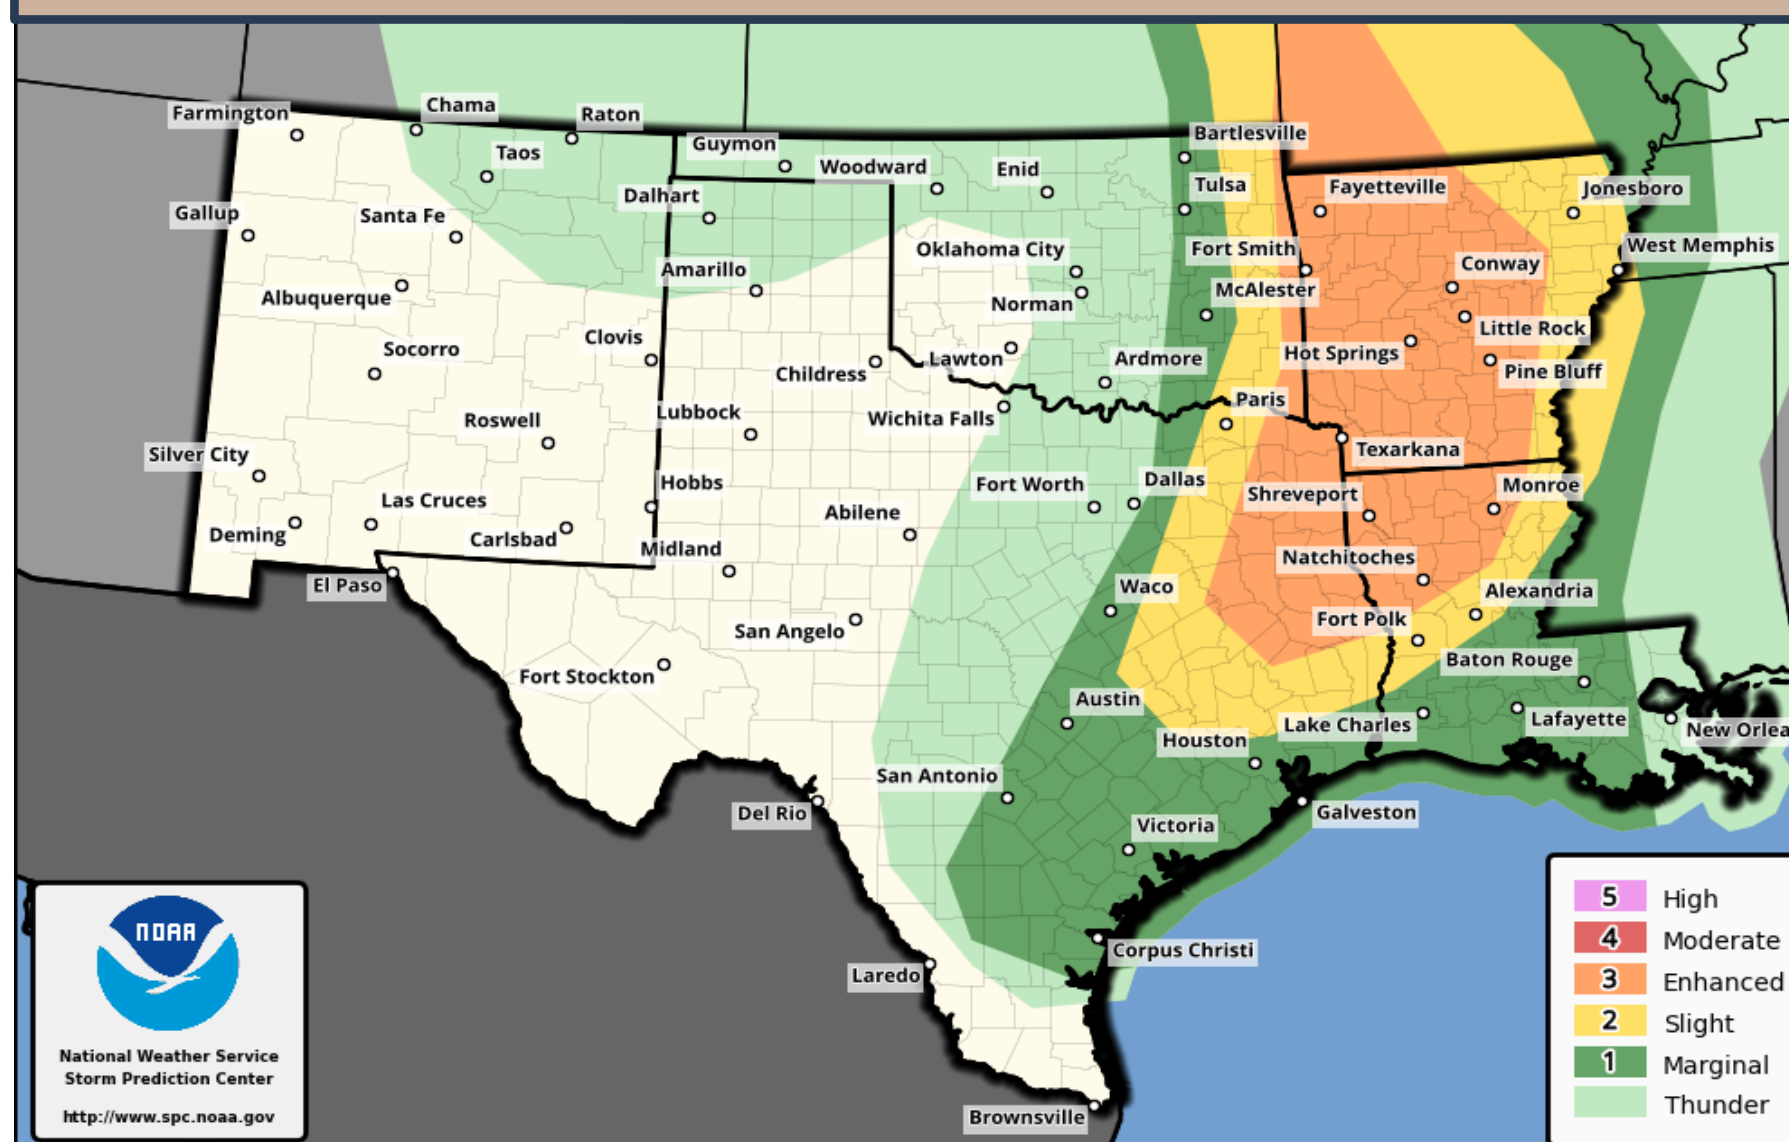 Farmington
Chama
Raton
Taos
Guymon
Woodward
Enid
Bartlesville
Tulsa
Fayetteville
Jonesboro
Gallup
Santa Fe
Dalhart
Oklahoma City
Fort Smith
West Memphis
Albuquerque
Amarillo
Norman
McAlester
Conway
Socorro
Clovis
Childress
Lawton
Ardmore
Hot Springs
Little Rock
Pine Bluff
Roswell
Lubbock
Wichita Falls
Paris
Texarkana
Silver City
Las Cruces
Hobbs
Fort Worth
Dallas
Shreveport
Monroe
Deming
Carlsbad
Midland
Abilene
Natchitoches
El Paso
Waco
Alexandria
San Angelo
Fort Polk
Fort Stockton
Baton Rouge
Austin
Houston
Lake Charles
Lafayette
New Orlea
San Antonio
Del Rio
Victoria
Galveston
Corpus Christi
Laredo
Brownsville
NOAA
National Weather Service
Storm Prediction Center
http://www.spc.noaa.gov
5 High
4 Moderate
3 Enhanced
2 Slight
1 Marginal
Thunder